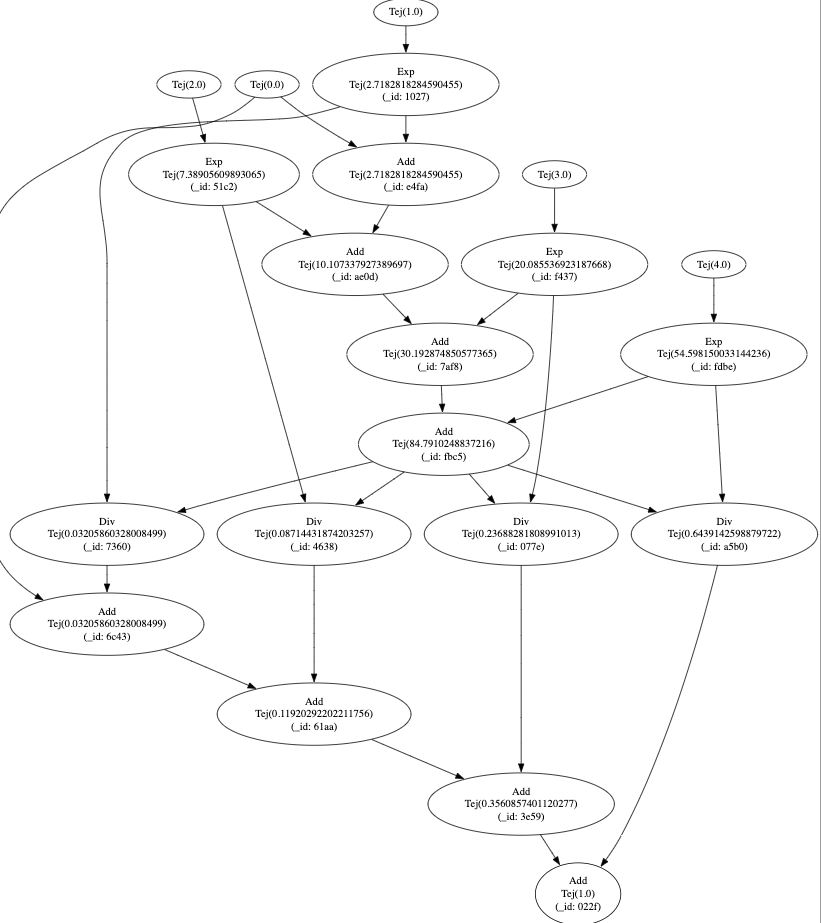 Tej(1.0)
Exp
Tej(2.7182818284590455)
(_id: 1027)
Tej(2.0)
Tej(0.0)
Exp
Tej(7.38905609893065)
(_id: 51c2)
Add
Tej(2.7182818284590455)
(_id: e4fa)
Tej(3.0)
Add
Tej(10.107337927389697)
(_id: ae0d)
Exp
Tej(20.085536923187668)
(_id: f437)
Tej(4.0)
Add
Tej(30.192874850577365)
(_id: 7af8)
Exp
Tej(54.598150033144236)
(_id: fdbe)
Add
Tej(84.7910248837216)
(_id: fbc5)
Div
Tej(0.03205860328008499)
(_id: 7360)
Div
Tej(0.08714431874203257)
(_id: 4638)
Div
Tej(0.23688281808991013)
(_id: 077e)
Div
Tej(0.6439142598879722)
(_id: a5b0)
Add
Tej(0.03205860328008499)
(_id: 6c43)
Add
Tej(0.11920292202211756)
(_id: 61aa)
Add
Tej(0.3560857401120277)
(_id: 3e59)
Add
Tej(1.0)
(_id: 022f)